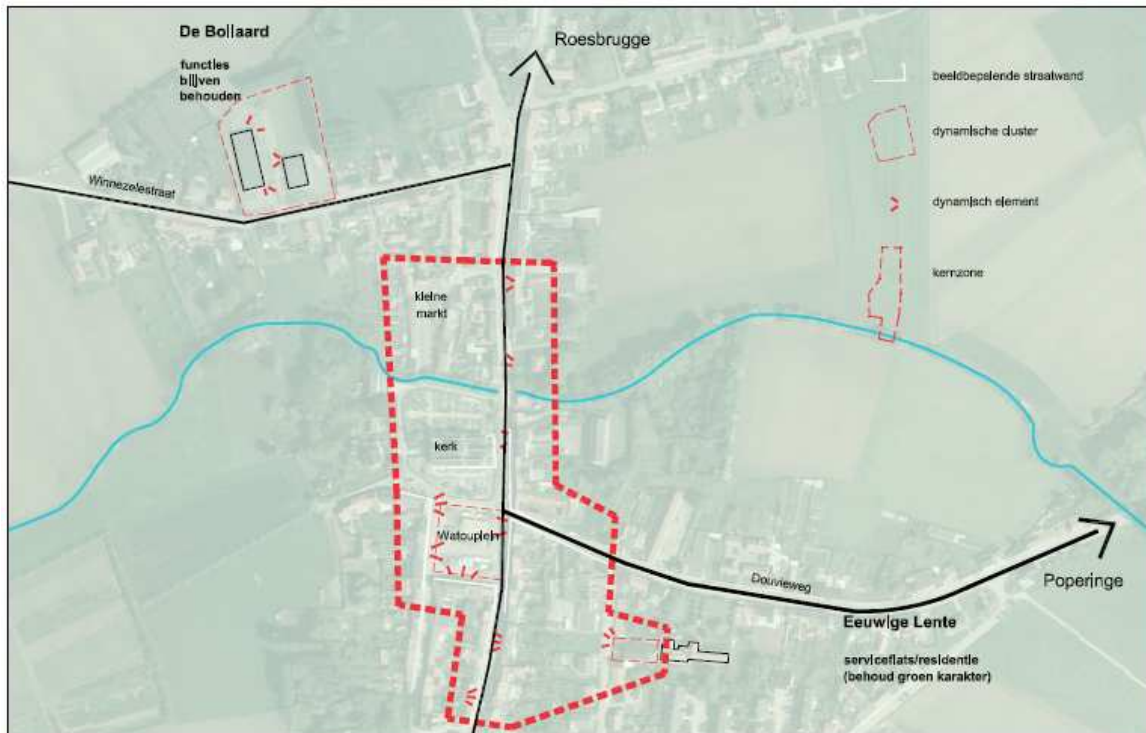 De Bollaard
functies
blijven
behouden
Roesbrugge
beeldbepalende straatwand
dynamische cluster
Winnezelestraat
dynamisch element
kernzone
kleine
markt
kerk
Watouplein
Douvieweg
Poperinge
Eeuwige Lente
serviceflats/residentie
(behoud groen karakter)